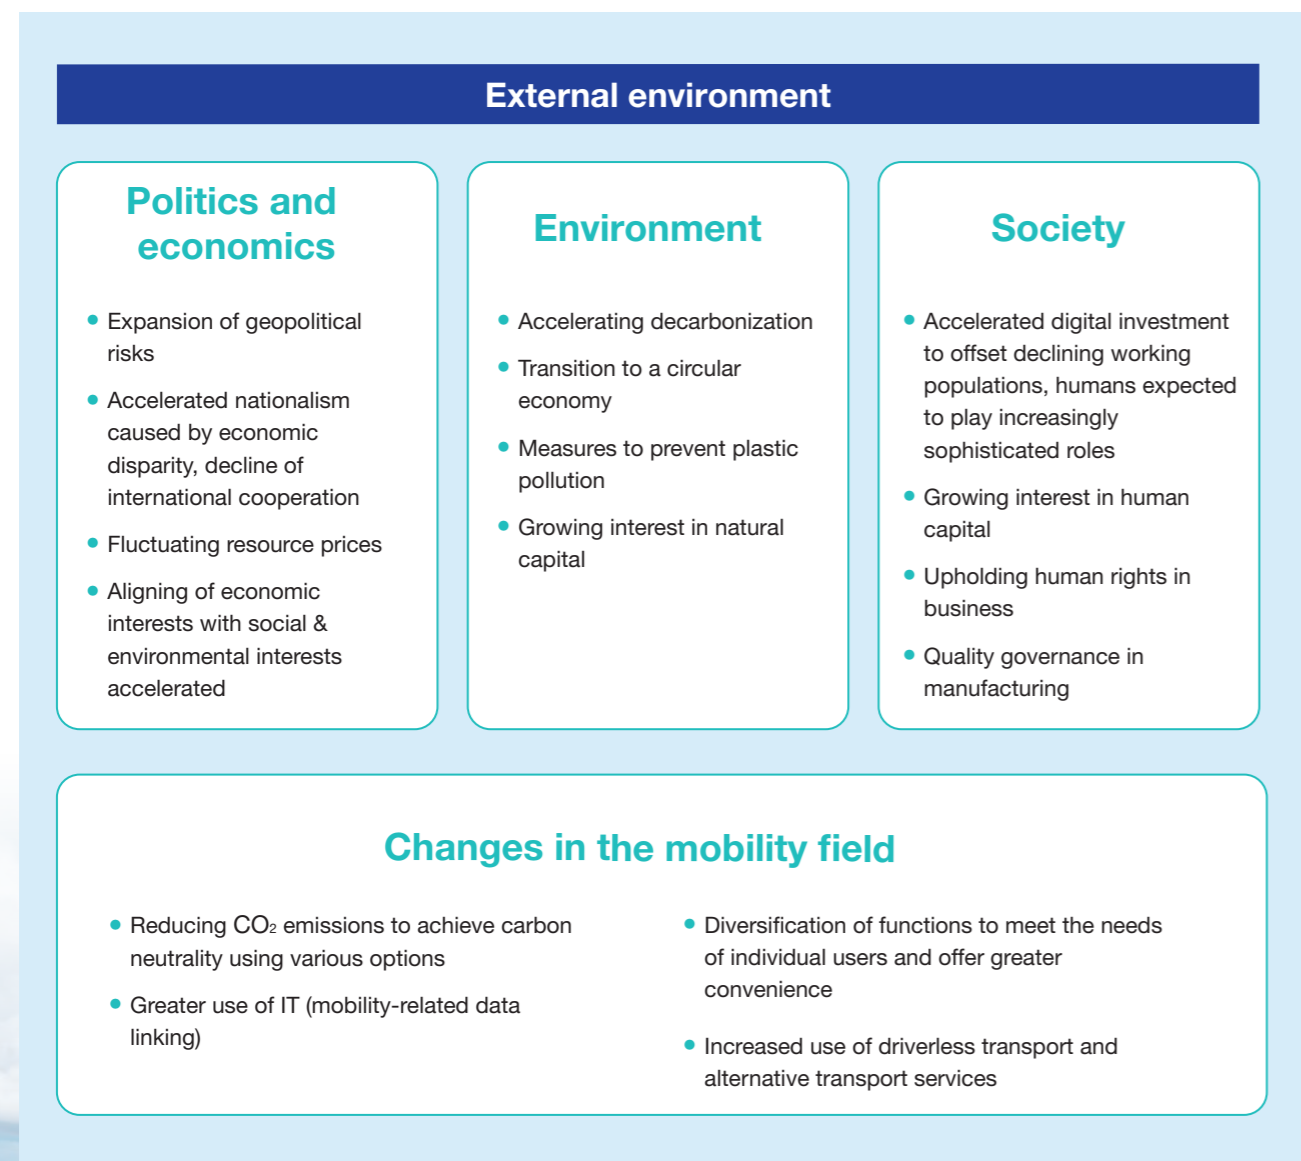 External environment
Politics and
economics
• Expansion of geopolitical
risks
• Accelerated nationalism
caused by economic
disparity, decline of
international cooperation
• Fluctuating resource prices
• Aligning of economic
interests with social &
environmental interests
accelerated
Environment
• Accelerating decarbonization
• Transition to a circular
economy
• Measures to prevent plastic
pollution
• Growing interest in natural
capital
Society
• Accelerated digital investment
to offset declining working
populations, humans expected
to play increasingly
sophisticated roles
• Growing interest in human
capital
• Upholding human rights in
business
• Quality governance in
manufacturing
Changes in the mobility field
• Reducing CO₂ emissions to achieve carbon
neutrality using various options
• Greater use of IT (mobility-related data
linking)
• Diversification of functions to meet the needs
of individual users and offer greater
convenience
• Increased use of driverless transport and
alternative transport services